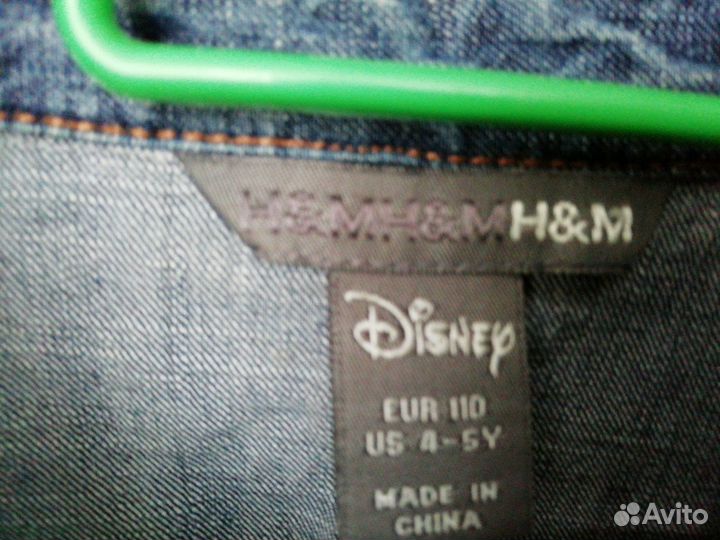 H&MH&MH&M
Disney
EUR 110
US 4-5Y
MADE IN
CHINA
Avito